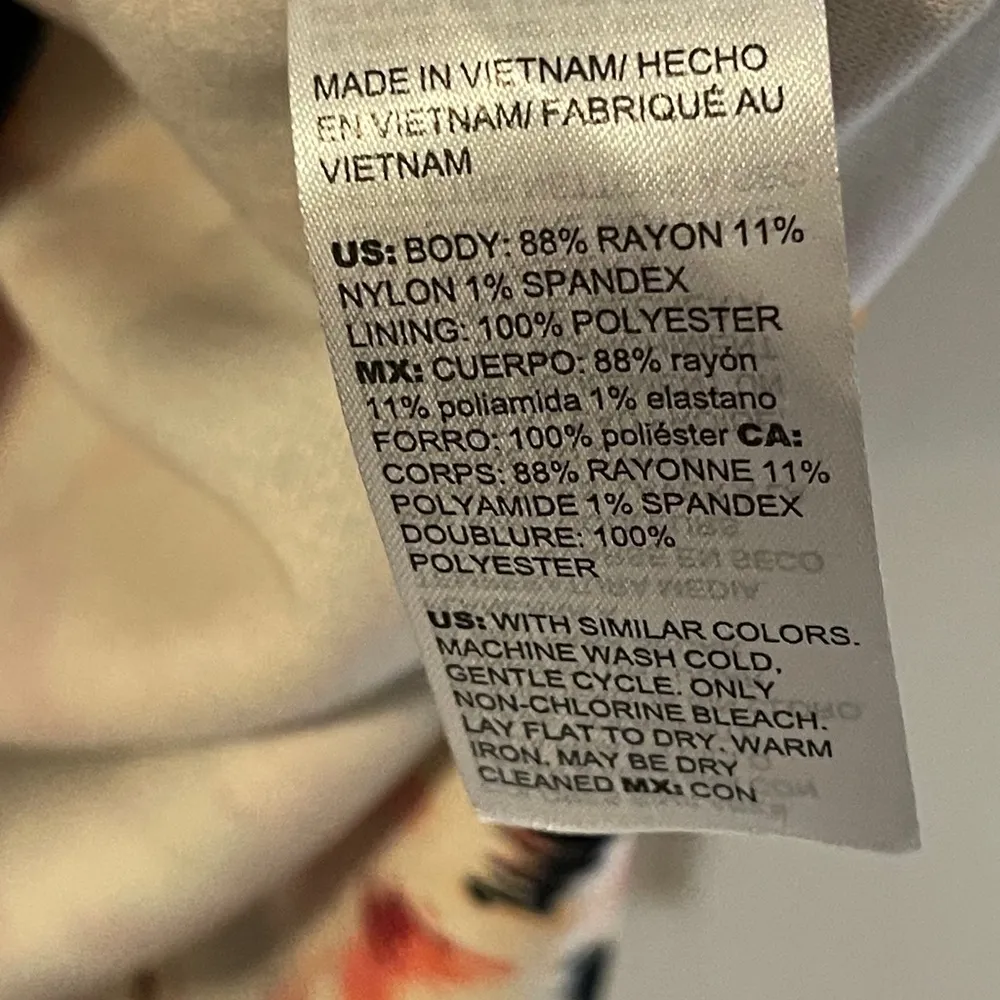 MADE IN VIETNAM/ HECHO
EN VIETNAM/ FABRIQUÉ AU
VIETNAM
US: BODY: 88% RAYON 11%
NYLON 1% SPANDEX
LINING: 100% POLYESTER
MX: CUERPO: 88% rayón
11% poliamida 1% elastano
FORRO: 100% poliéster CA:
CORPS: 88% RAYONNE 11%
POLYAMIDE 1% SPANDEX
DOUBLURE: 100%
POLYESTER
US: WITH SIMILAR COLORS.
MACHINE WASH COLD,
GENTLE CYCLE. ONLY
NON-CHLORINE BLEACH.
LAY FLAT TO DRY. WARM
IRON. MAY BE DRY
CLEANED MX: CON